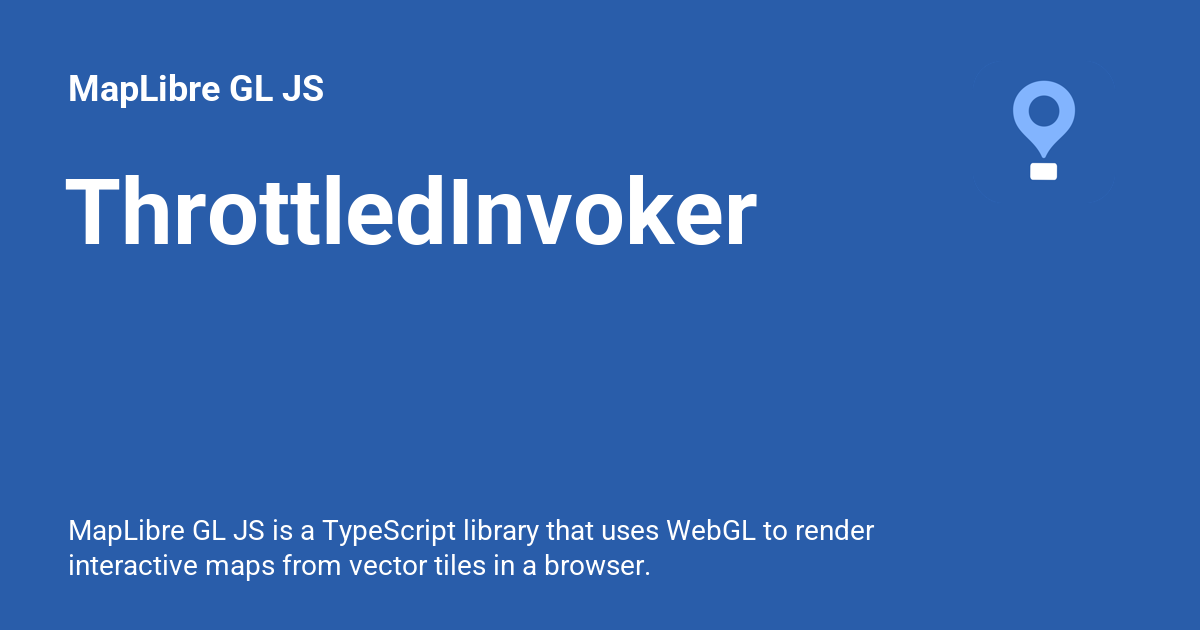 MapLibre GL JS
ThrottledInvoker
MapLibre GL JS is a TypeScript library that uses WebGL to render
interactive maps from vector tiles in a browser.